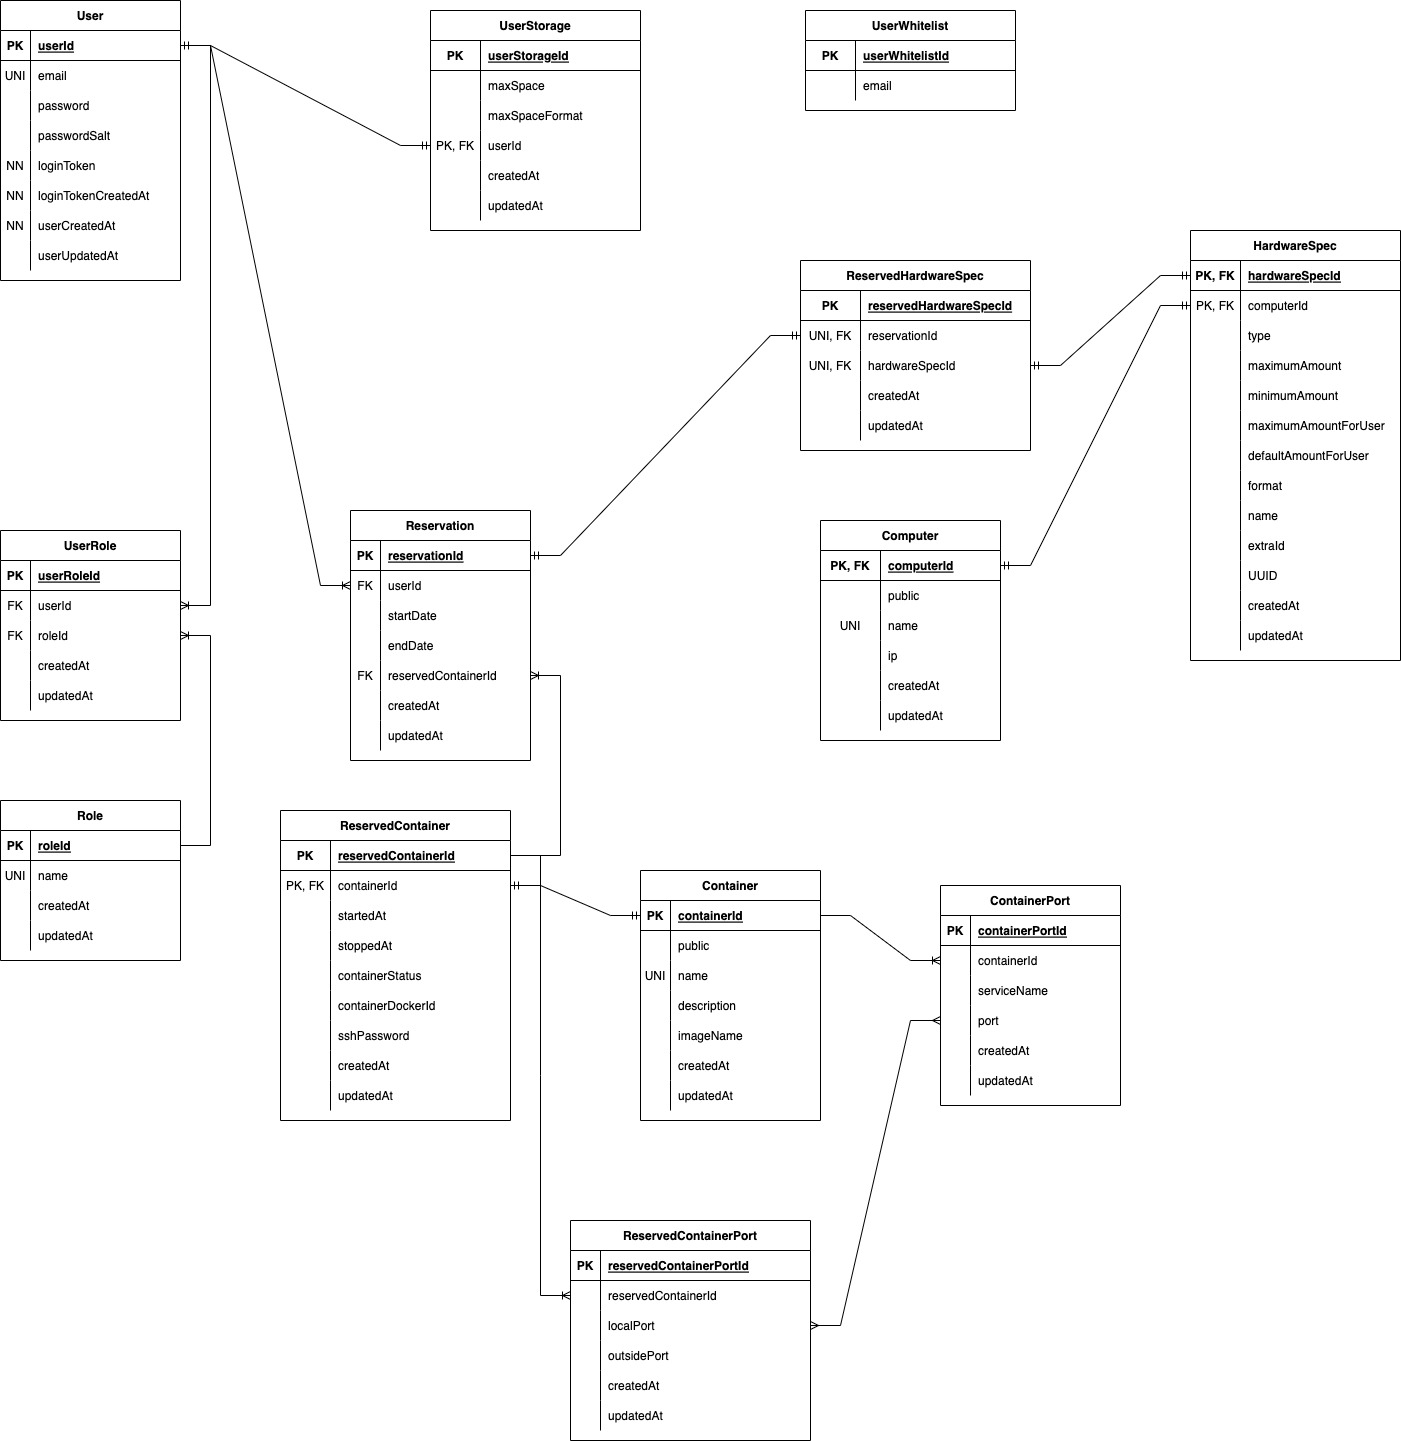 User
PK userId
UNI email
password
passwordSalt
NN loginToken
NN loginTokenCreatedAt
NN userCreatedAt
userUpdatedAt
UserStorage
PK userStorageId
maxSpace
maxSpaceFormat
PK, FK userId
createdAt
updatedAt
UserWhitelist
PK userWhitelistId
email
HardwareSpec
PK, FK hardwareSpecId
PK, FK computerId
type
maximumAmount
minimumAmount
maximumAmountForUser
defaultAmountForUser
format
name
extraId
UUID
createdAt
updatedAt
ReservedHardwareSpec
PK reservedHardwareSpecId
UNI, FK reservationId
UNI, FK hardwareSpecId
createdAt
updatedAt
Reservation
PK reservationId
FK userId
startDate
endDate
FK reservedContainerId
createdAt
updatedAt
Computer
PK, FK computerId
public
UNI name
ip
createdAt
updatedAt
UserRole
PK userRoleId
FK userId
FK roleId
createdAt
updatedAt
Role
PK roleId
UNI name
createdAt
updatedAt
ReservedContainer
PK reservedContainerId
PK, FK containerId
startedAt
stoppedAt
containerStatus
containerDockerId
sshPassword
createdAt
updatedAt
Container
PK containerId
public
UNI name
description
imageName
createdAt
updatedAt
ContainerPort
PK containerPortId
containerId
serviceName
port
createdAt
updatedAt
ReservedContainerPort
PK reservedContainerPortId
reservedContainerId
localPort
outsidePort
createdAt
updatedAt